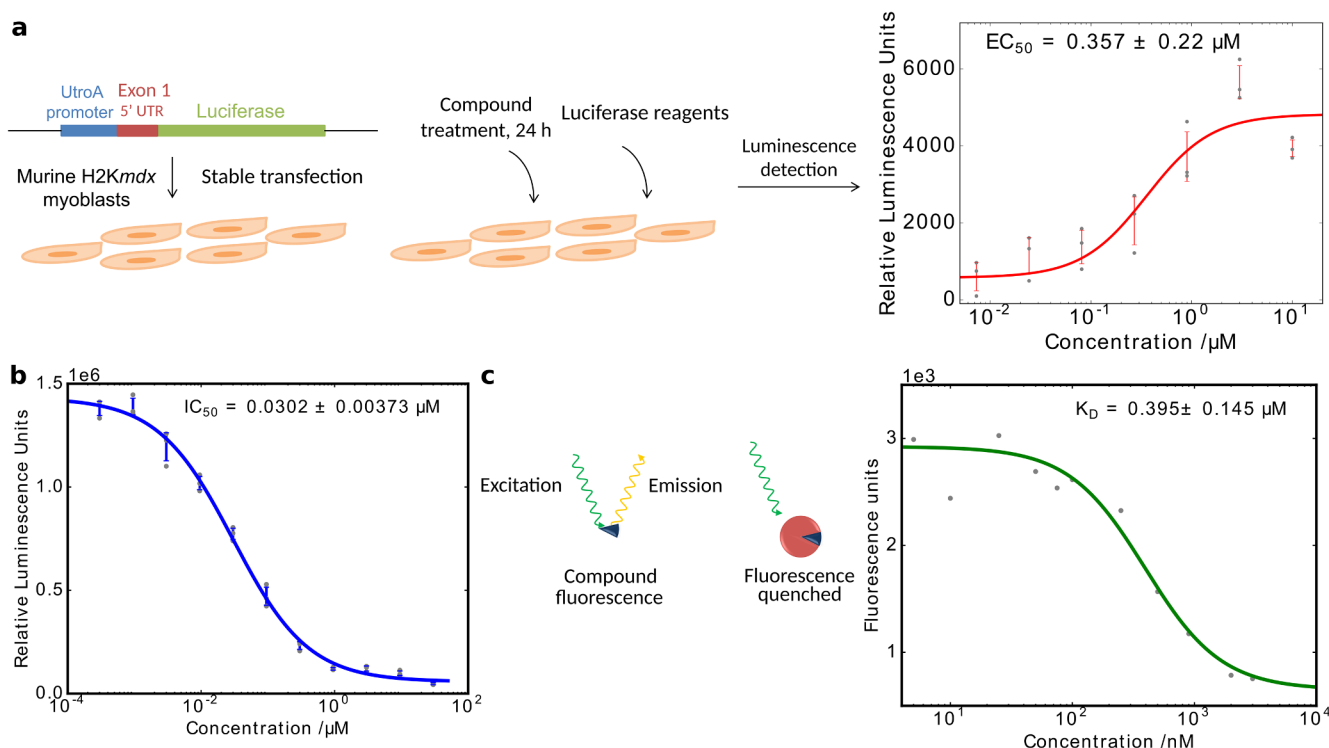 a
UtroA
promoter
Exon 1
5' UTR
Luciferase
Murine H2Kmdx
myoblasts
Stable transfection
Compound
treatment, 24 h
Luciferase reagents
Luminescence
detection
EC50 = 0.357 ± 0.22 µM
Relative Luminescence Units
6000
4000
2000
0
10-2
10-1
100
101
Concentration /µM
b
1e6
IC50 = 0.0302 ± 0.00373 µM
Relative Luminescence Units
1.5
1.0
0.5
0.0
10-4
10-2
100
102
Concentration /µM
c
Excitation
Emission
Compound
fluorescence
Fluorescence
quenched
1e3
KD = 0.395± 0.145 µM
Fluorescence units
3
2
1
101
102
103
104
Concentration /nM